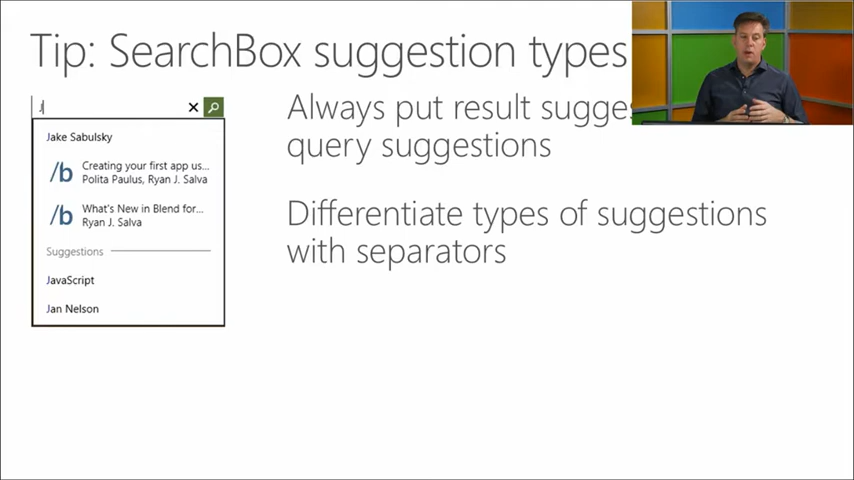 Tip: SearchBox suggestion types
J
Jake Sabulsky
/b
Creating your first app us...
Polita Paulus, Ryan J. Salva
/b
What's New in Blend for...
Ryan J. Salva
Suggestions
JavaScript
Jan Nelson
Always put result sugges
query suggestions
Differentiate types of suggestions
with separators